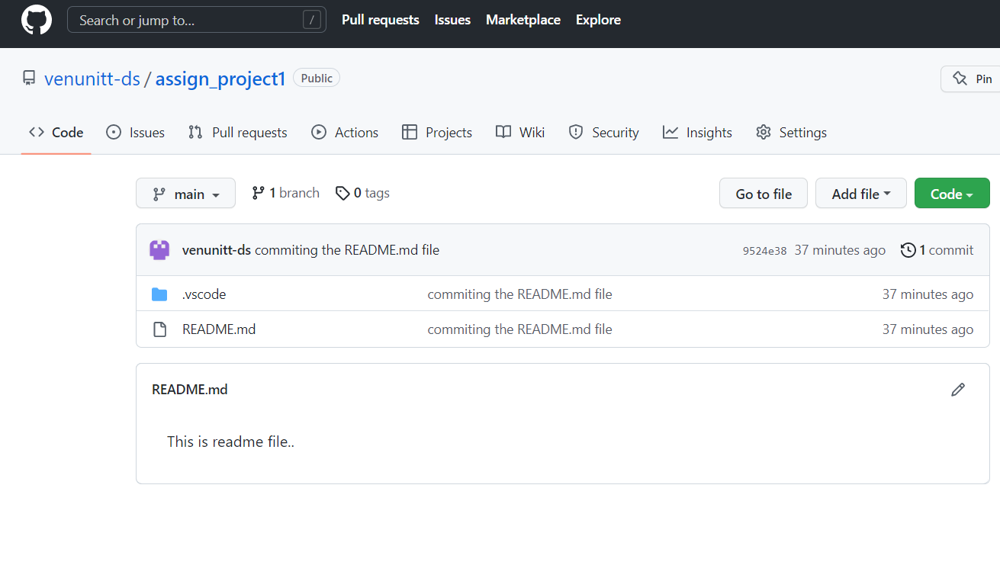 Search or jump to... / Pull requests Issues Marketplace Explore
venunitt-ds / assign_project1 Public Pin
Code Issues Pull requests Actions Projects Wiki Security Insights Settings
main 1 branch 0 tags Go to file Add file Code
venunitt-ds commiting the README.md file 9524e38 37 minutes ago 1 commit
.vscode commiting the README.md file 37 minutes ago
README.md commiting the README.md file 37 minutes ago
README.md
This is readme file..